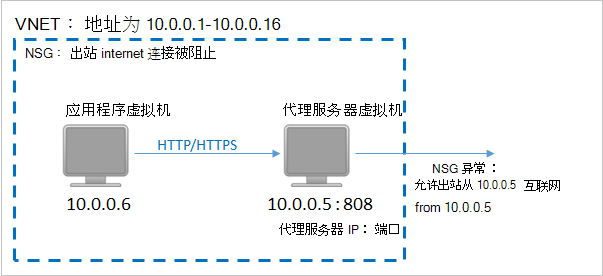 VNET： 地址为 10.0.0.1-10.0.0.16
NSG： 出站 internet 连接被阻止
应用程序虚拟机
代理服务器虚拟机
HTTP/HTTPS
10.0.0.6
10.0.0.5 : 808
代理服务器 IP： 端口
NSG 异常：
允许出站从 10.0.0.5 互联网
from 10.0.0.5